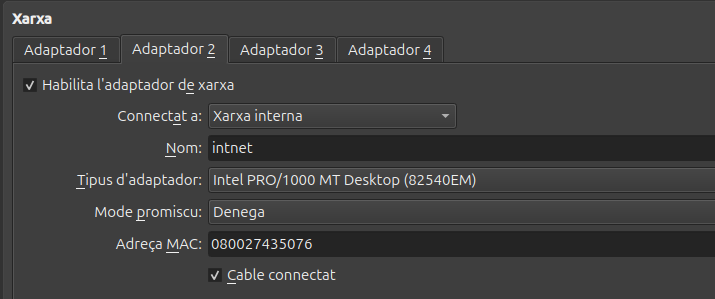 Xarxa
Adaptador 1 Adaptador 2 Adaptador 3 Adaptador 4
Habilita l'adaptador de xarxa
Connectat a: Xarxa interna
Nom: intnet
Tipus d'adaptador: Intel PRO/1000 MT Desktop (82540EM)
Mode promiscu: Denega
Adreça MAC: 080027435076
Cable connectat